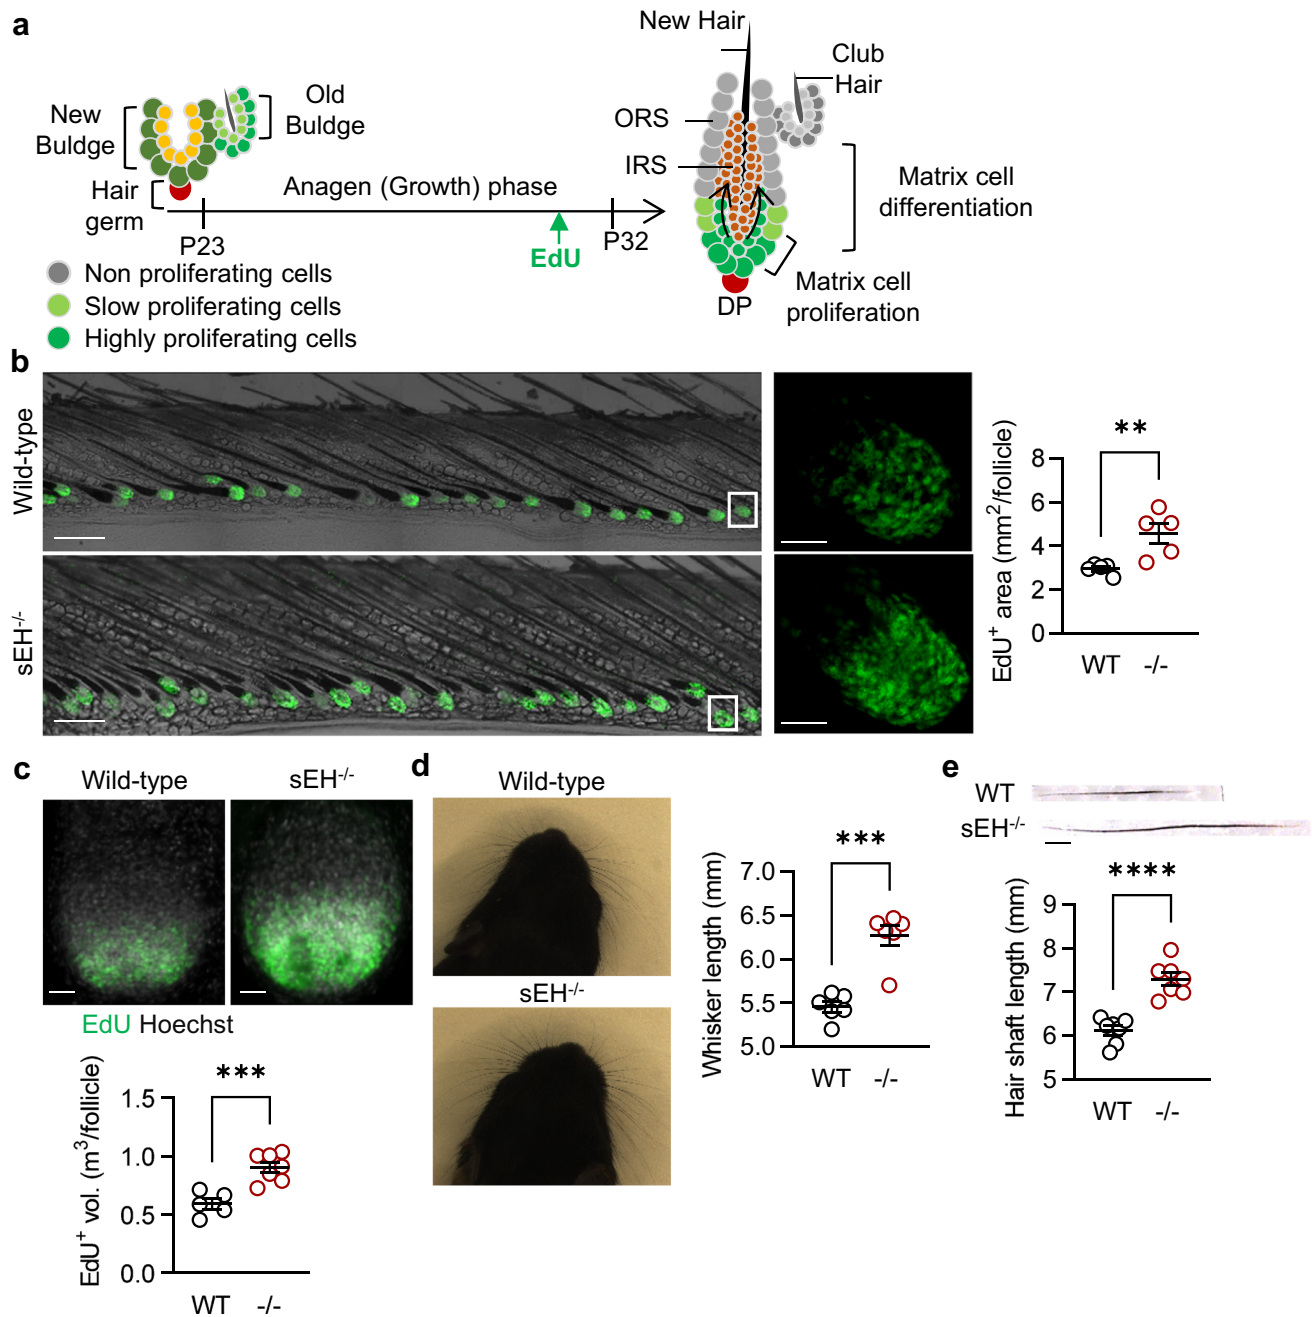 a
New Hair
Club
Hair
New
Buldge
Old
Buldge
ORS
IRS
Hair
germ
Anagen (Growth) phase
P23
EdU
P32
Matrix cell
differentiation
Matrix cell
proliferation
DP
Non proliferating cells
Slow proliferating cells
Highly proliferating cells
b
Wild-type
sEH-/-
**
EdU+ area (mm2/follicle)
8
6
4
2
0
WT -/-
c
Wild-type sEH-/-
EdU Hoechst
***
EdU+ vol. (m3/follicle)
1.5
1.0
0.5
0.0
WT -/-
d
Wild-type
sEH-/-
***
Whisker length (mm)
7.0
6.5
6.0
5.5
5.0
WT -/-
e
WT
sEH-/-
****
Hair shaft length (mm)
9
8
7
6
5
WT -/-